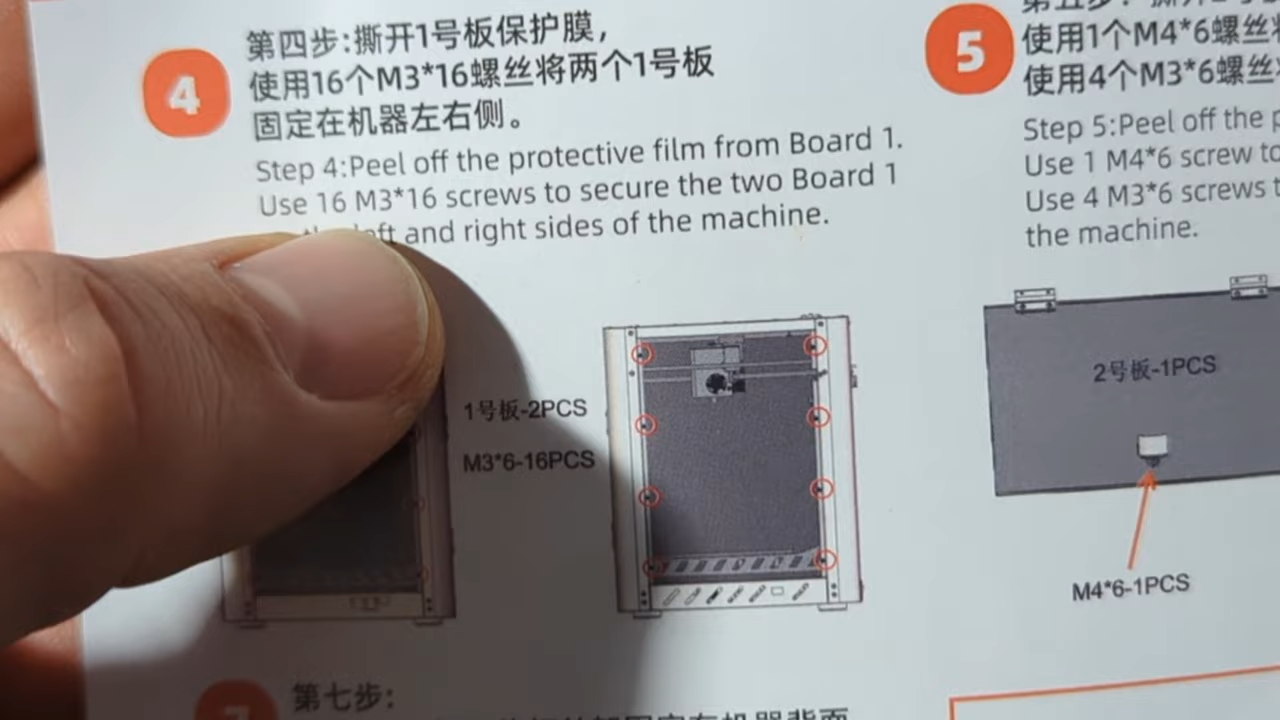 4
第四步:撕开1号板保护膜，
使用16个M3*16螺丝将两个1号板
固定在机器左右侧。
Step 4:Peel off the protective film from Board 1.
Use 16 M3*16 screws to secure the two Board 1
and right sides of the machine.
1号板-2PCS
M3*6-16PCS
5
使用1个M4*6螺丝
使用4个M3*6螺丝
Step 5:Peel off the
Use 1 M4*6 screw to
Use 4 M3*6 screws
the machine.
2号板-1PCS
M4*6-1PCS
第七步: